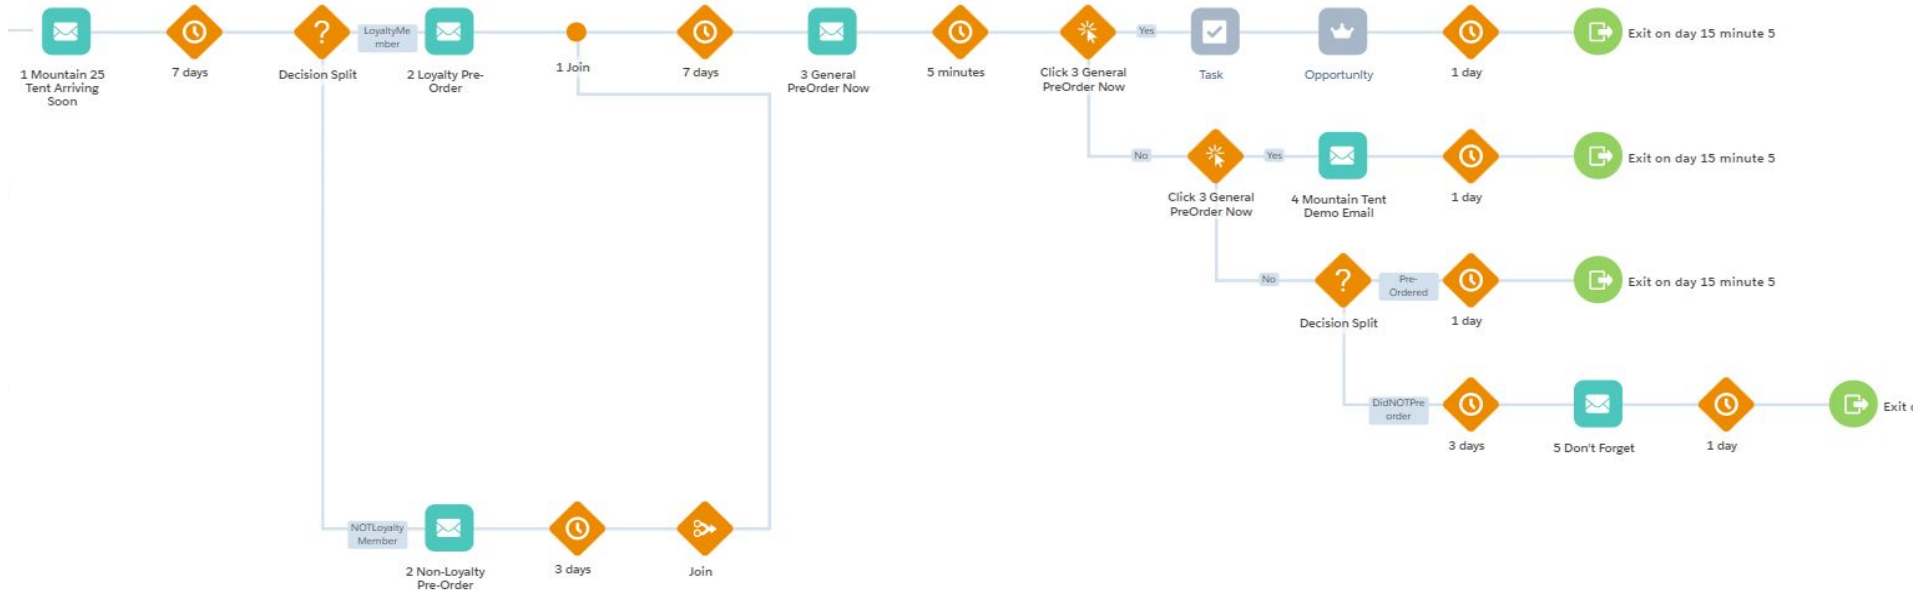 LoyaltyMe
mber
Yes
1 Mountain 25
Tent Arriving
Soon
7 days
Decision Split
2 Loyalty Pre-
Order
1 Join
7 days
3 General
PreOrder Now
5 minutes
Click 3 General
PreOrder Now
Task
Opportunity
1 day
Exit on day 15 minute 5
No
Yes
Click 3 General
PreOrder Now
4 Mountain Tent
Demo Email
1 day
Exit on day 15 minute 5
No
Pre-
Ordered
Decision Split
1 day
Exit on day 15 minute 5
DidNOTPre
order
3 days
5 Don't Forget
1 day
Exit
NOTLoyalty
Member
2 Non-Loyalty
Pre-Order
3 days
Join